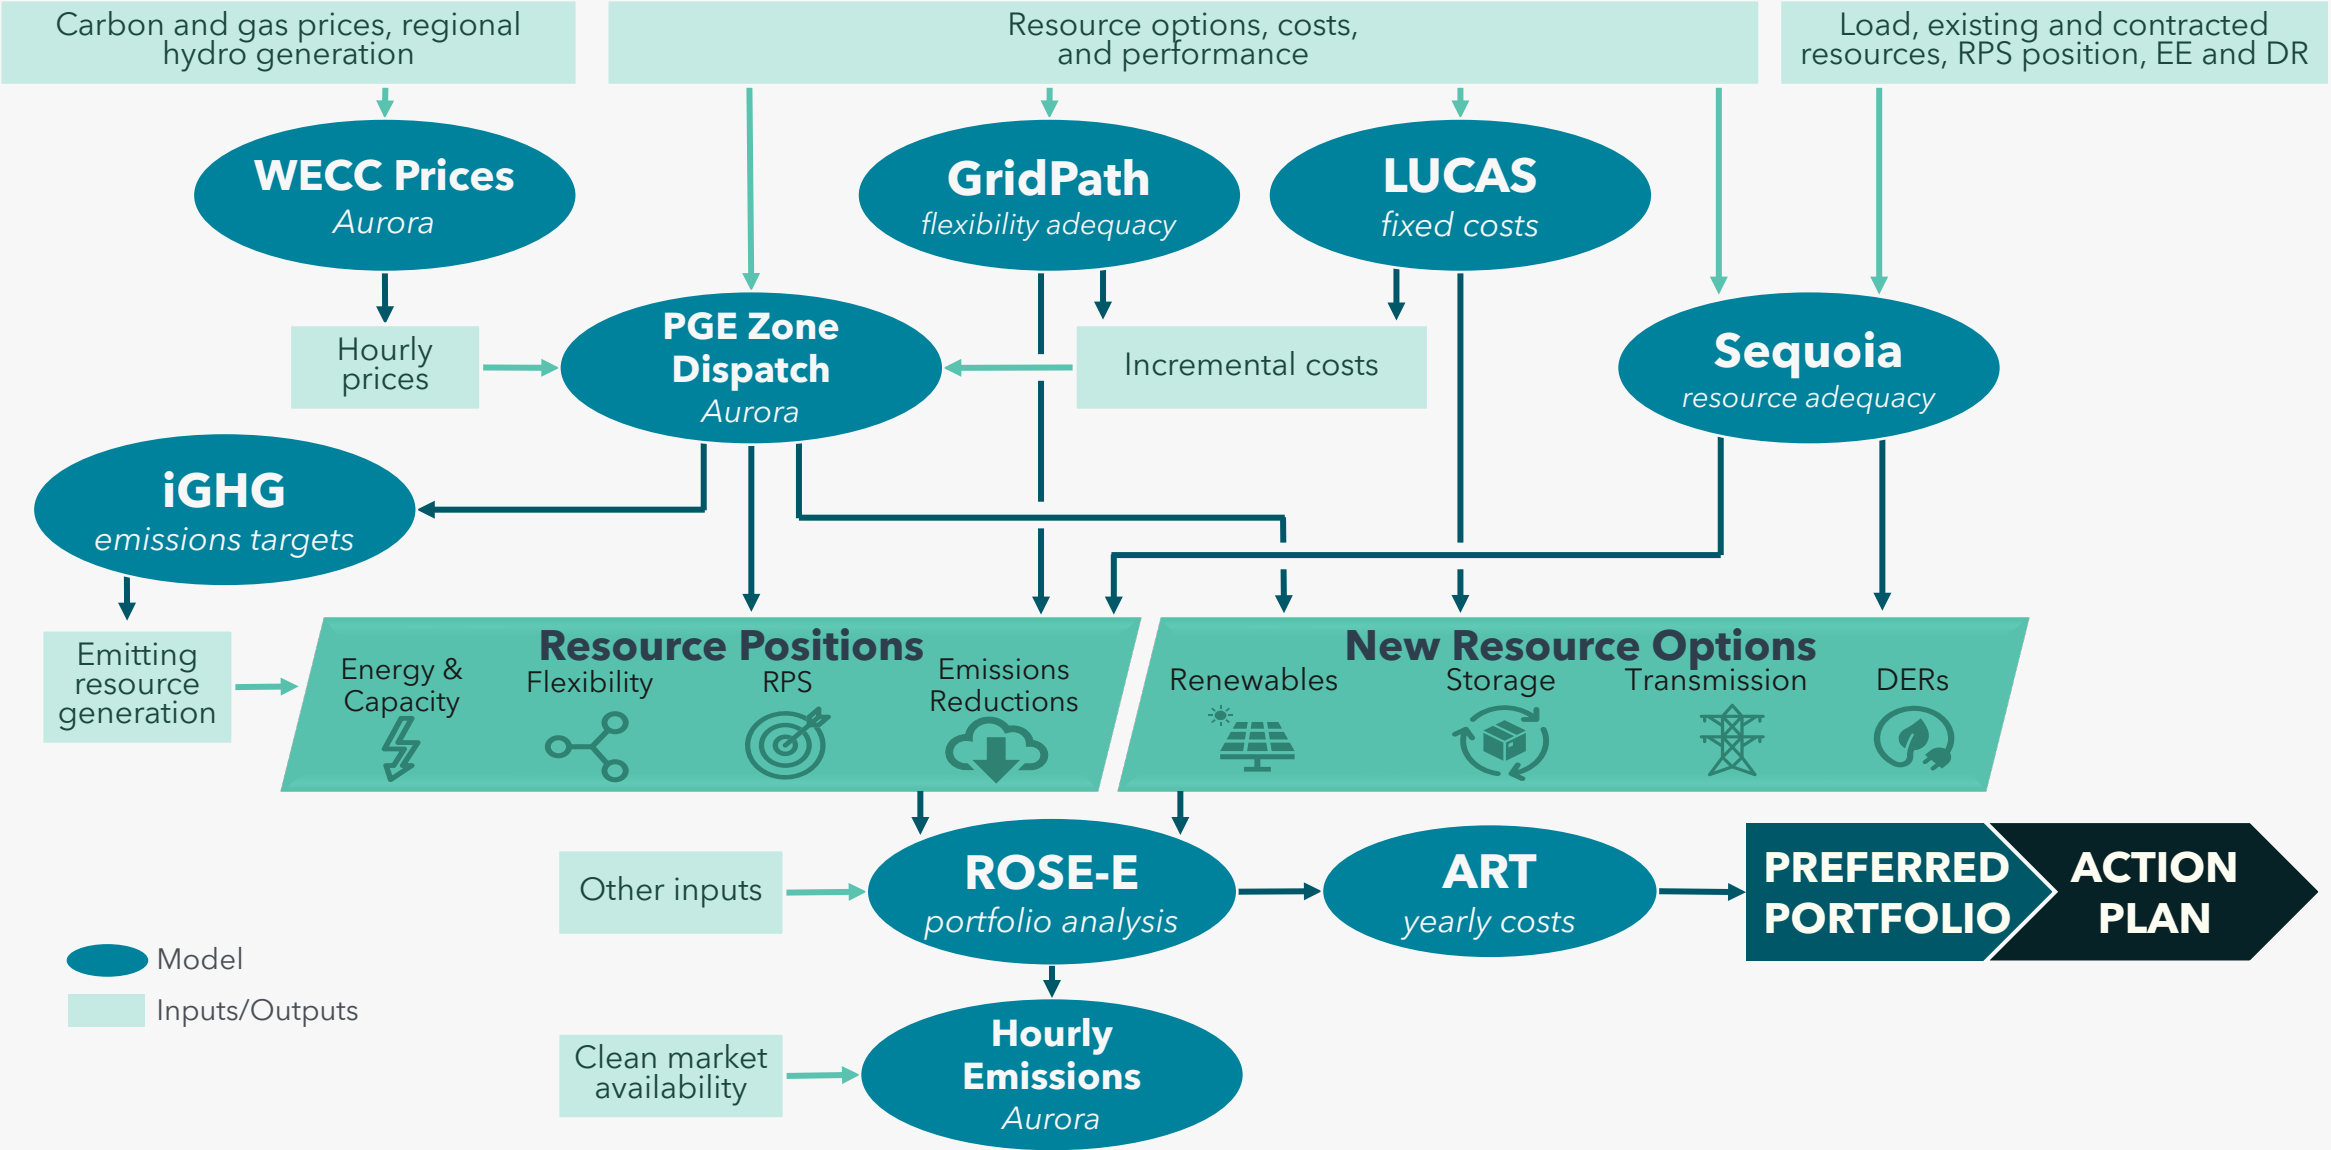 Carbon and gas prices, regional
hydro generation
Resource options, costs,
and performance
Load, existing and contracted
resources, RPS position, EE and DR
WECC Prices
Aurora
GridPath
flexibility adequacy
LUCAS
fixed costs
PGE Zone
Dispatch
Aurora
Hourly
prices
Incremental costs
Sequoia
resource adequacy
iGHG
emissions targets
Emitting
resource
generation
Resource Positions
Energy &
Capacity
Flexibility
RPS
Emissions
Reductions
New Resource Options
Renewables
Storage
Transmission
DERs
Other inputs
ROSE-E
portfolio analysis
ART
yearly costs
PREFERRED
PORTFOLIO
ACTION
PLAN
Model
Inputs/Outputs
Clean market
availability
Hourly
Emissions
Aurora